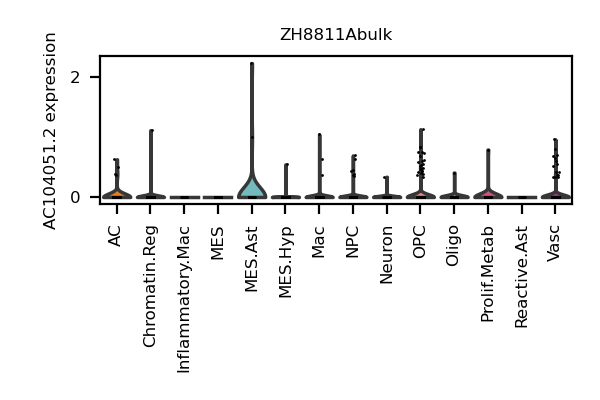 ZH8811Abulk
AC104051.2 expression
2
0
AC
Chromatin.Reg
Inflammatory.Mac
MES
MES.Ast
MES.Hyp
Mac
NPC
Neuron
OPC
Oligo
Prolif.Metab
Reactive.Ast
Vasc